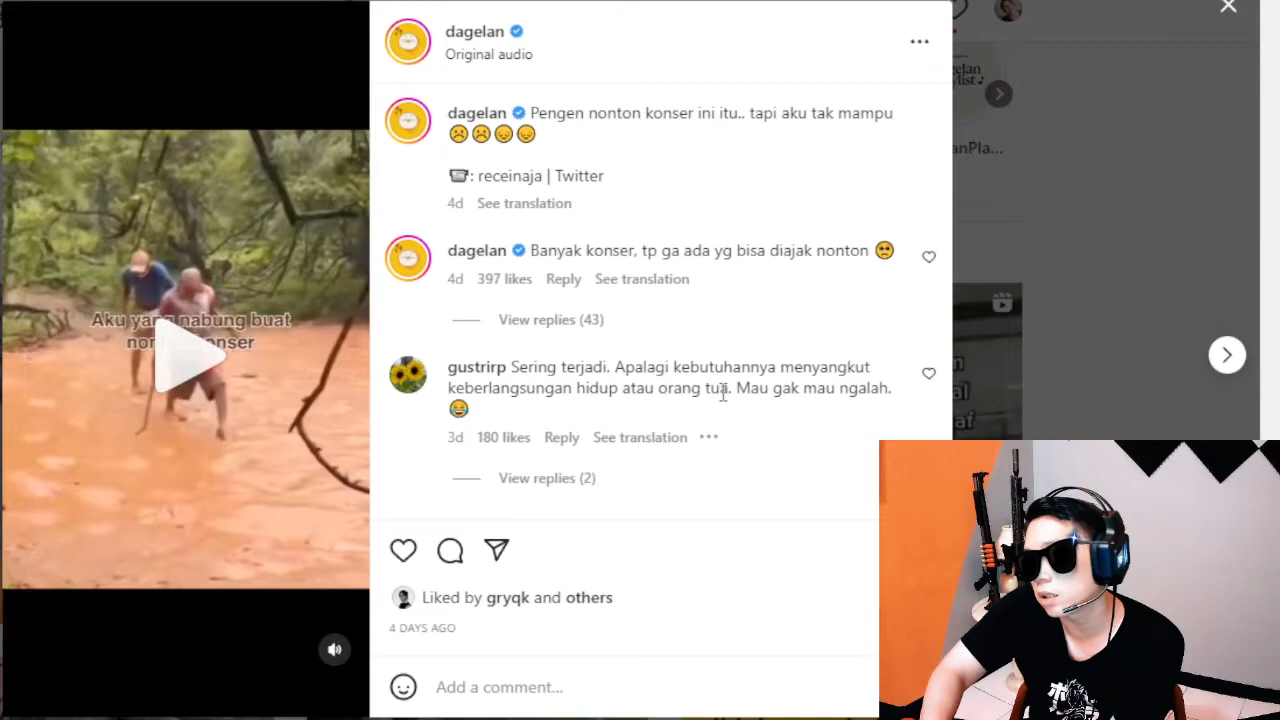 dagelan
Original audio
dagelan Pengen nonton konser ini itu.. tapi aku tak mampu
☹️☹️😞😞
📹: receinaja | Twitter
4d See translation
dagelan Banyak konser, tp ga ada yg bisa diajak nonton 🥺
4d 397 likes Reply See translation
View replies (43)
gustrirp Sering terjadi. Apalagi kebutuhannya menyangkut
keberlangsungan hidup atau orang tua. Mau gak mau ngalah.
😂
3d 180 likes Reply See translation •••
View replies (2)
Liked by gryqk and others
4 DAYS AGO
Add a comment...
Aku yang nabung buat
nonton konser